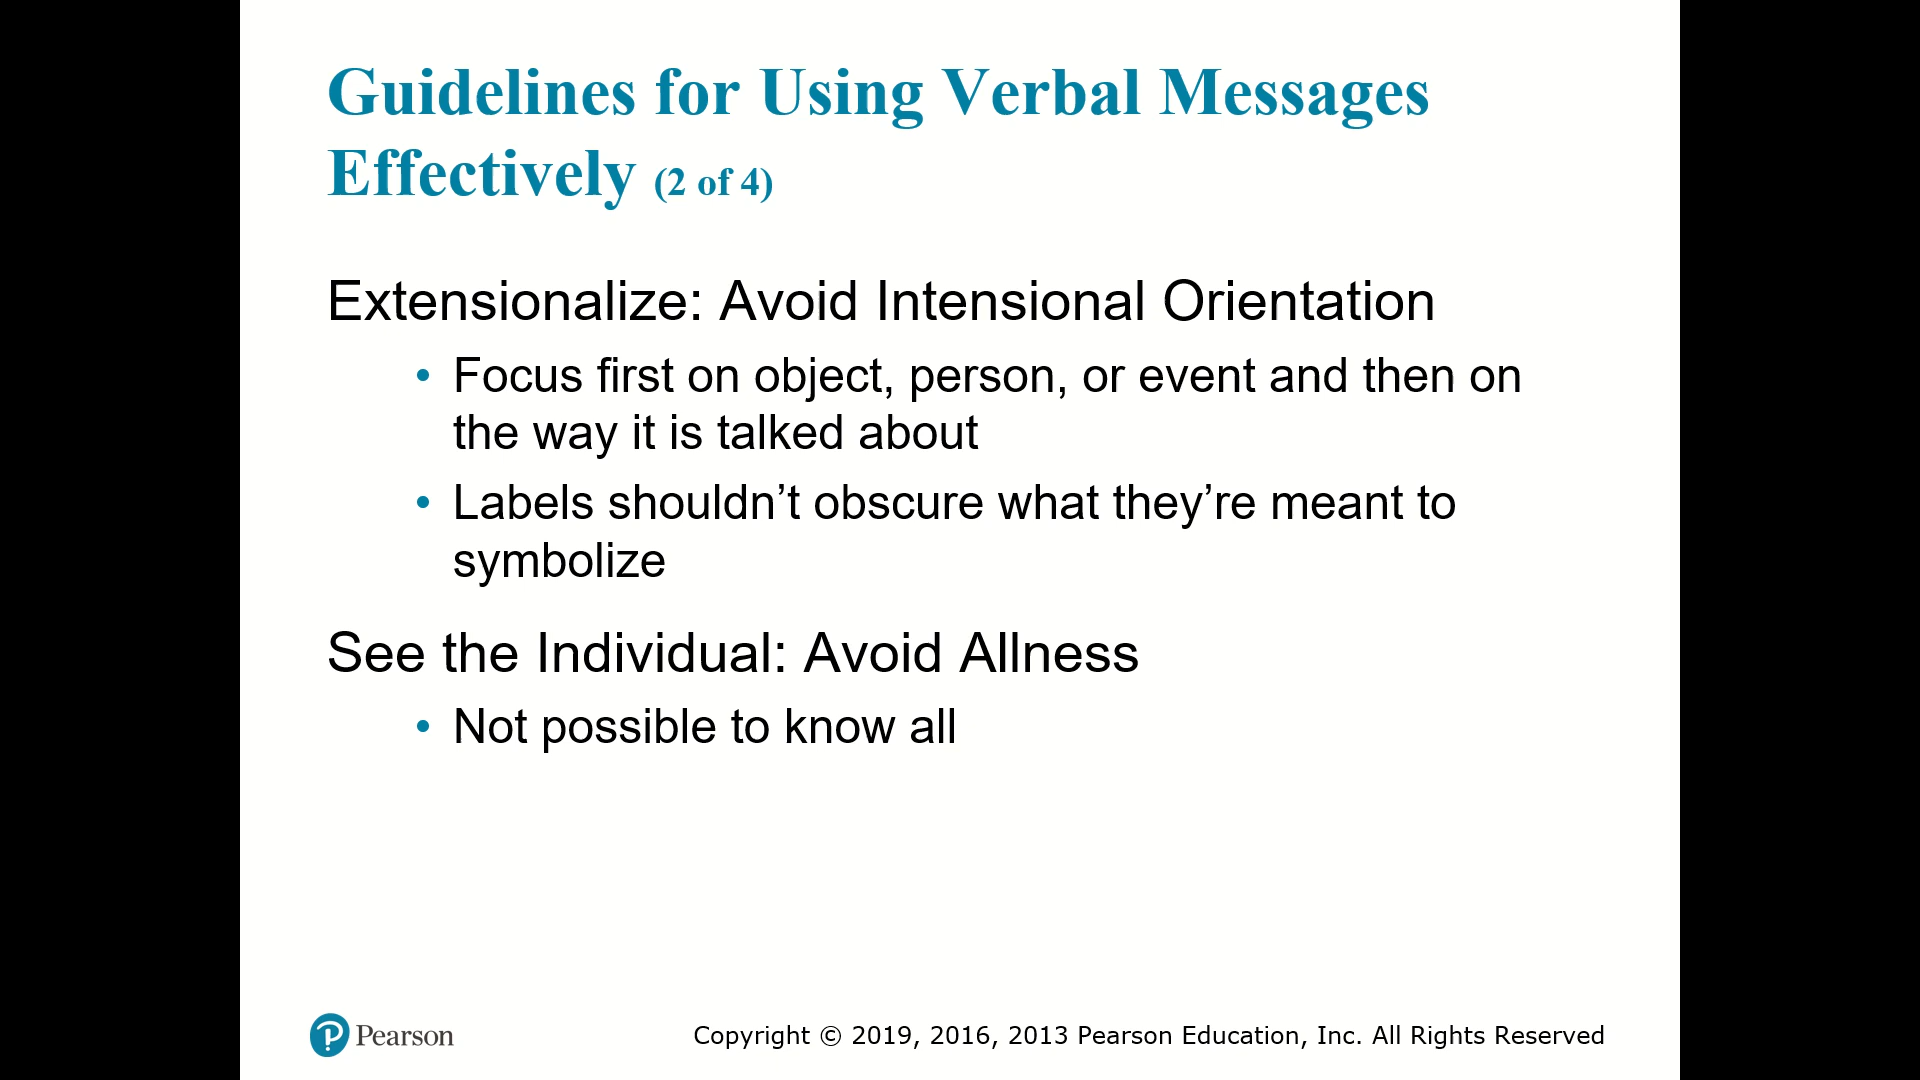 Guidelines for Using Verbal Messages
Effectively (2 of 4)
Extensionalize: Avoid Intensional Orientation
• Focus first on object, person, or event and then on
the way it is talked about
• Labels shouldn’t obscure what they’re meant to
symbolize
See the Individual: Avoid Allness
• Not possible to know all
Pearson
Copyright © 2019, 2016, 2013 Pearson Education, Inc. All Rights Reserved